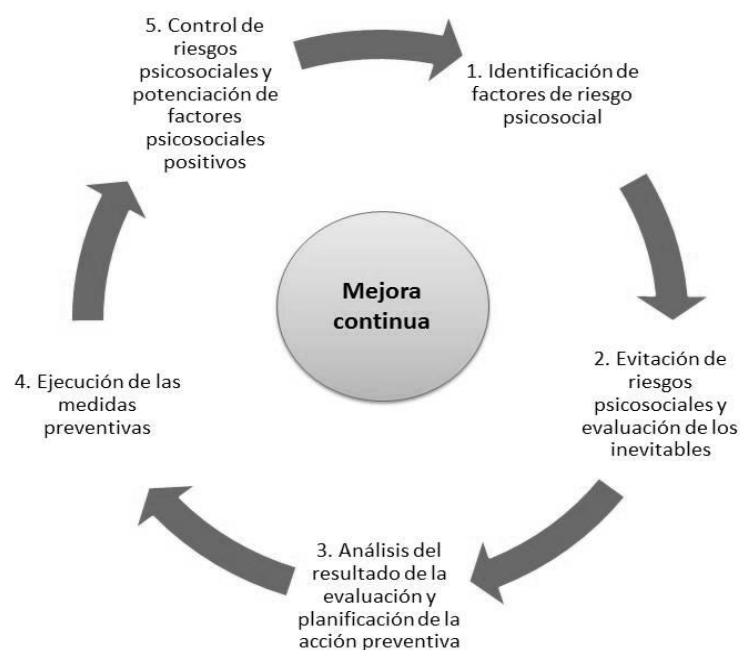 5. Control de
riesgos
psicosociales y
potenciación de
factores
psicosociales
positivos
1. Identificación de
factores de riesgo
psicosocial
Mejora
continua
2. Evitación de
riesgos
psicosociales y
evaluación de los
inevitables
4. Ejecución de las
medidas
preventivas
3. Análisis del
resultado de la
evaluación y
planificación de la
acción preventiva